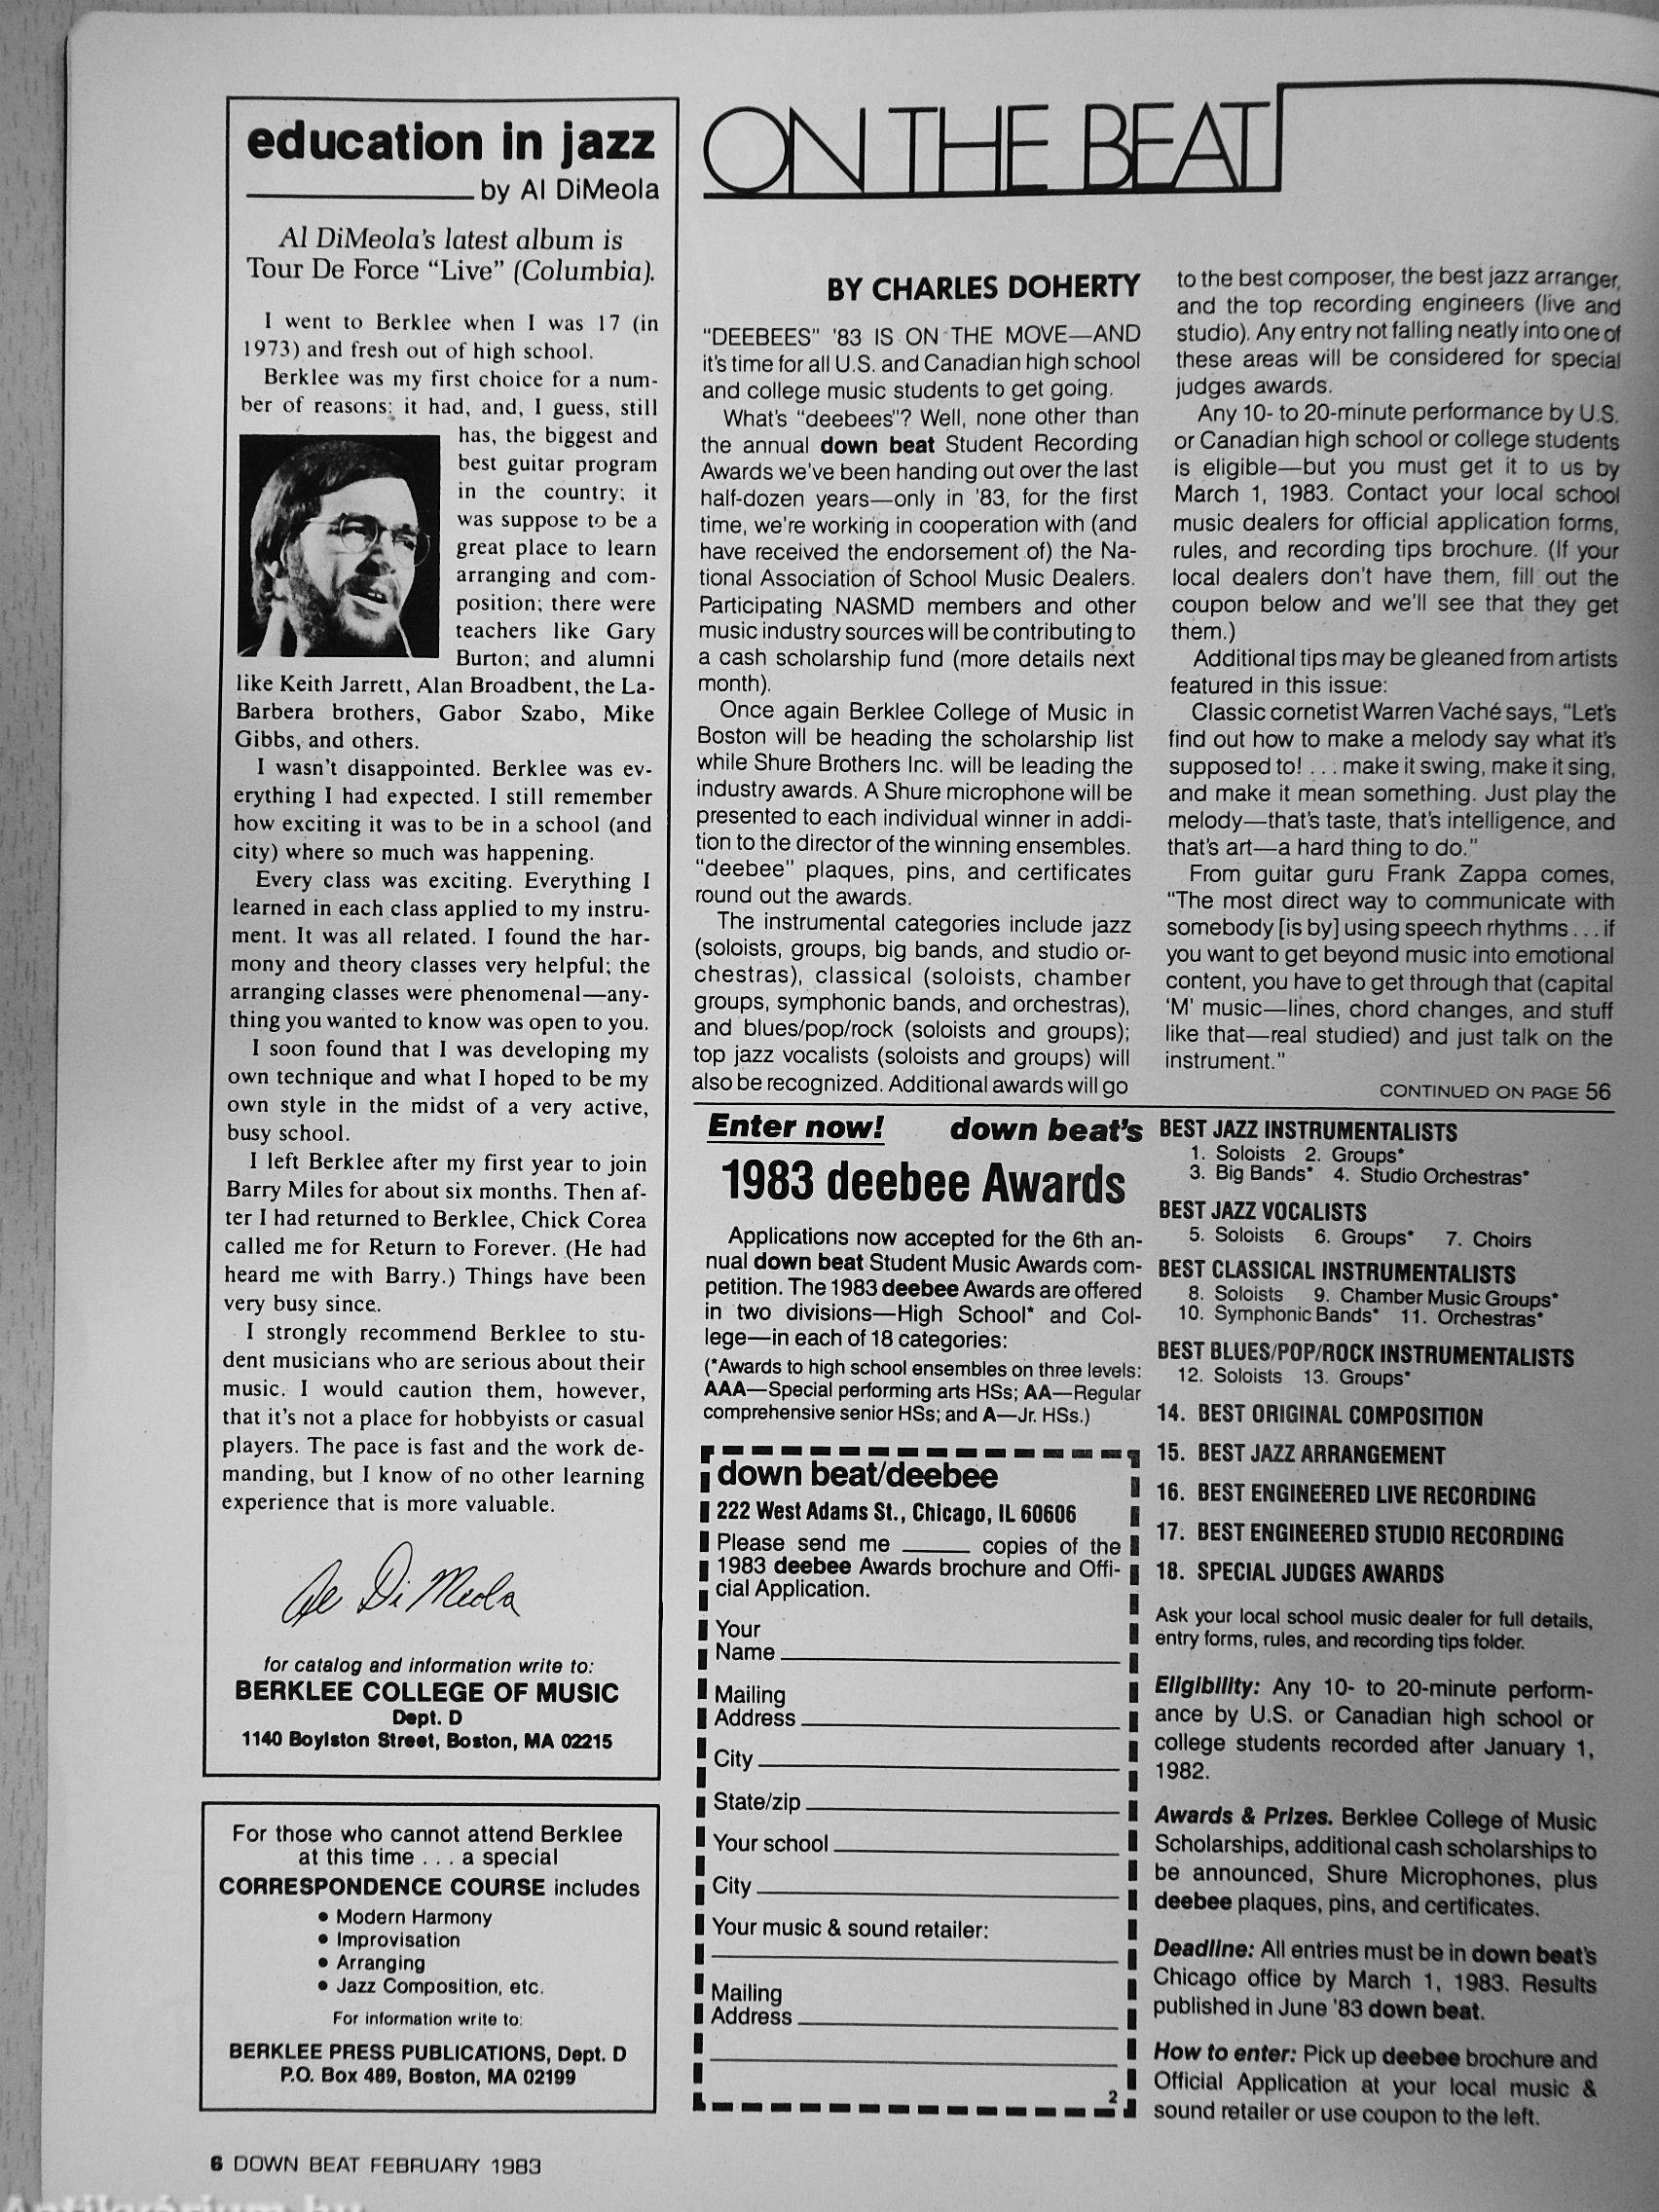 education in jazz
by Al DiMeola
Al DiMeola's latest album is
Tour De Force “Live” (Columbia).
I went to Berklee when I was 17 (in
1973) and fresh out of high school.
Berklee was my first choice for a num-
ber of reasons; it had, and, I guess, still
has, the biggest and
best guitar program
in the country; it
was suppose to be a
great place to learn
arranging and com-
position; there were
teachers like Gary
Burton; and alumni
like Keith Jarrett, Alan Broadbent, the La-
Barbera brothers, Gabor Szabo, Mike
Gibbs, and others.
I wasn't disappointed. Berklee was ev-
erything I had expected. I still remember
how exciting it was to be in a school (and
city) where so much was happening.
Every class was exciting. Everything I
learned in each class applied to my instru-
ment. It was all related. I found the har-
mony and theory classes very helpful; the
arranging classes were phenomenal—any-
thing you wanted to know was open to you.
I soon found that I was developing my
own technique and what I hoped to be my
own style in the midst of a very active,
busy school.
I left Berklee after my first year to join
Barry Miles for about six months. Then af-
ter I had returned to Berklee, Chick Corea
called me for Return to Forever. (He had
heard me with Barry.) Things have been
very busy since.
I strongly recommend Berklee to stu-
dent musicians who are serious about their
music. I would caution them, however,
that it's not a place for hobbyists or casual
players. The pace is fast and the work de-
manding, but I know of no other learning
experience that is more valuable.
Al Di Meola
for catalog and information write to:
BERKLEE COLLEGE OF MUSIC
Dept. D
1140 Boylston Street, Boston, MA 02215
For those who cannot attend Berklee
at this time . . . a special
CORRESPONDENCE COURSE includes
• Modern Harmony
• Improvisation
• Arranging
• Jazz Composition, etc.
For information write to:
BERKLEE PRESS PUBLICATIONS, Dept. D
P.O. Box 489, Boston, MA 02199
ON THE BEAT
BY CHARLES DOHERTY
“DEEBEES” '83 IS ON THE MOVE—AND
it's time for all U.S. and Canadian high school
and college music students to get going.
What's “deebees”? Well, none other than
the annual down beat Student Recording
Awards we've been handing out over the last
half-dozen years—only in '83, for the first
time, we're working in cooperation with (and
have received the endorsement of) the Na-
tional Association of School Music Dealers.
Participating NASMD members and other
music industry sources will be contributing to
a cash scholarship fund (more details next
month).
Once again Berklee College of Music in
Boston will be heading the scholarship list
while Shure Brothers Inc. will be leading the
industry awards. A Shure microphone will be
presented to each individual winner in addi-
tion to the director of the winning ensembles.
“deebee” plaques, pins, and certificates
round out the awards.
The instrumental categories include jazz
(soloists, groups, big bands, and studio or-
chestras), classical (soloists, chamber
groups, symphonic bands, and orchestras),
and blues/pop/rock (soloists and groups);
top jazz vocalists (soloists and groups) will
also be recognized. Additional awards will go
to the best composer, the best jazz arranger,
and the top recording engineers (live and
studio). Any entry not falling neatly into one of
these areas will be considered for special
judges awards.
Any 10- to 20-minute performance by U.S.
or Canadian high school or college students
is eligible—but you must get it to us by
March 1, 1983. Contact your local school
music dealers for official application forms,
rules, and recording tips brochure. (If your
local dealers don't have them, fill out the
coupon below and we'll see that they get
them.)
Additional tips may be gleaned from artists
featured in this issue:
Classic cornetist Warren Vaché says, “Let's
find out how to make a melody say what it's
supposed to! . . . make it swing, make it sing,
and make it mean something. Just play the
melody—that's taste, that's intelligence, and
that's art—a hard thing to do.”
From guitar guru Frank Zappa comes,
“The most direct way to communicate with
somebody [is by] using speech rhythms . . . if
you want to get beyond music into emotional
content, you have to get through that (capital
‘M’ music—lines, chord changes, and stuff
like that—real studied) and just talk on the
instrument.”
CONTINUED ON PAGE 56
Enter now! down beat's
1983 deebee Awards
Applications now accepted for the 6th an-
nual down beat Student Music Awards com-
petition. The 1983 deebee Awards are offered
in two divisions—High School* and Col-
lege—in each of 18 categories:
(*Awards to high school ensembles on three levels:
AAA—Special performing arts HSs; AA—Regular
comprehensive senior HSs; and A—Jr. HSs.)
down beat/deebee
222 West Adams St., Chicago, IL 60606
Please send me ____ copies of the
1983 deebee Awards brochure and Offi-
cial Application.
Your
Name
Mailing
Address
City
State/zip
Your school
City
Your music & sound retailer:
Mailing
Address
2
BEST JAZZ INSTRUMENTALISTS
1. Soloists 2. Groups*
3. Big Bands* 4. Studio Orchestras*
BEST JAZZ VOCALISTS
5. Soloists 6. Groups* 7. Choirs
BEST CLASSICAL INSTRUMENTALISTS
8. Soloists 9. Chamber Music Groups*
10. Symphonic Bands* 11. Orchestras*
BEST BLUES/POP/ROCK INSTRUMENTALISTS
12. Soloists 13. Groups*
14. BEST ORIGINAL COMPOSITION
15. BEST JAZZ ARRANGEMENT
16. BEST ENGINEERED LIVE RECORDING
17. BEST ENGINEERED STUDIO RECORDING
18. SPECIAL JUDGES AWARDS
Ask your local school music dealer for full details,
entry forms, rules, and recording tips folder.
Eligibility: Any 10- to 20-minute perform-
ance by U.S. or Canadian high school or
college students recorded after January 1,
1982.
Awards & Prizes. Berklee College of Music
Scholarships, additional cash scholarships to
be announced, Shure Microphones, plus
deebee plaques, pins, and certificates.
Deadline: All entries must be in down beat's
Chicago office by March 1, 1983. Results
published in June '83 down beat.
How to enter: Pick up deebee brochure and
Official Application at your local music &
sound retailer or use coupon to the left.
6 DOWN BEAT FEBRUARY 1983